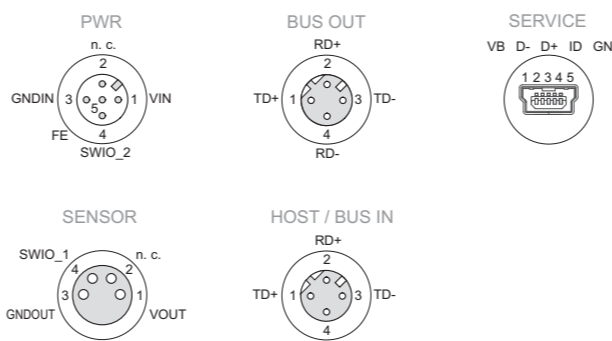 PWR
n. c.
2
GNDIN 3 5 1 VIN
FE 4
SWIO_2
BUS OUT
RD+
2
TD+ 1 3 TD-
4
RD-
SERVICE
VB D- D+ ID GN
1 2 3 4 5
SENSOR
SWIO_1 4 2 n. c.
3 1
GNDOUT VOUT
HOST / BUS IN
RD+
2
TD+ 1 3 TD-
4